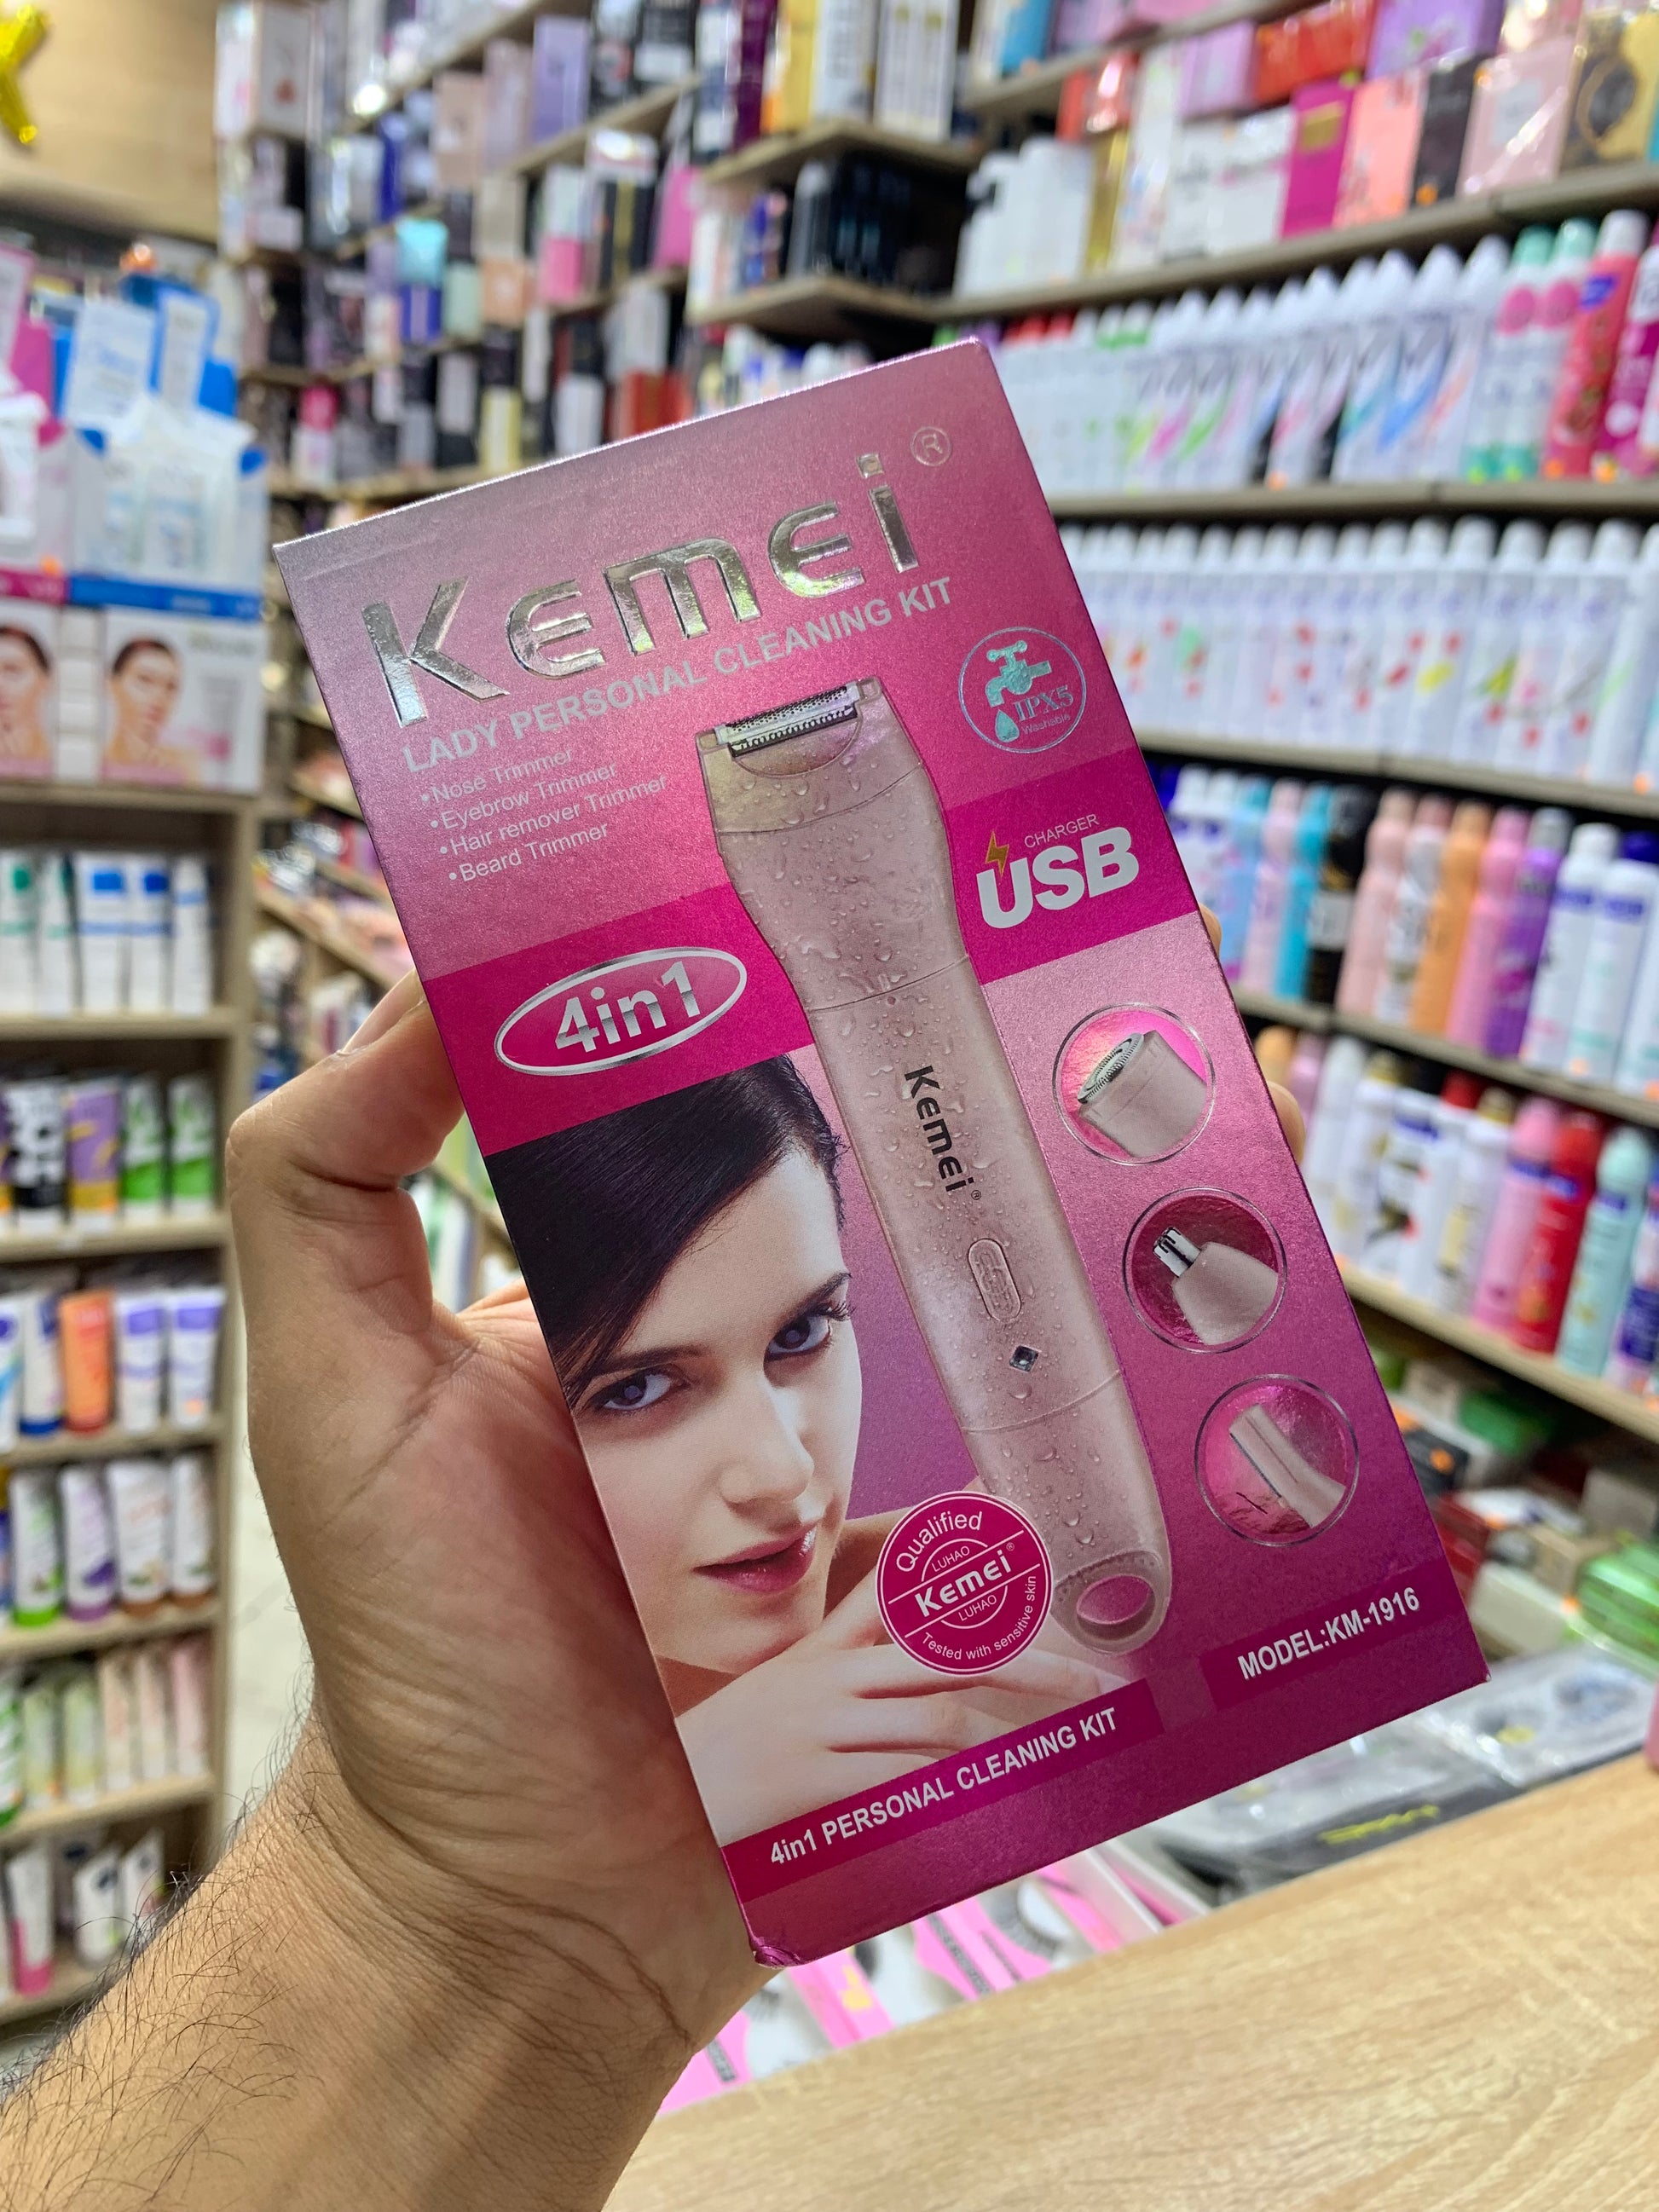 Kemei®
LADY PERSONAL CLEANING KIT
•Nose Trimmer
•Eyebrow Trimmer
•Hair remover Trimmer
•Beard Trimmer
IPX5
Washable
CHARGER
USB
4in1
Kemei®
Qualified
LUHAO
Kemei®
LUHAO
Tested with sensitive skin
MODEL:KM-1916
4in1 PERSONAL CLEANING KIT